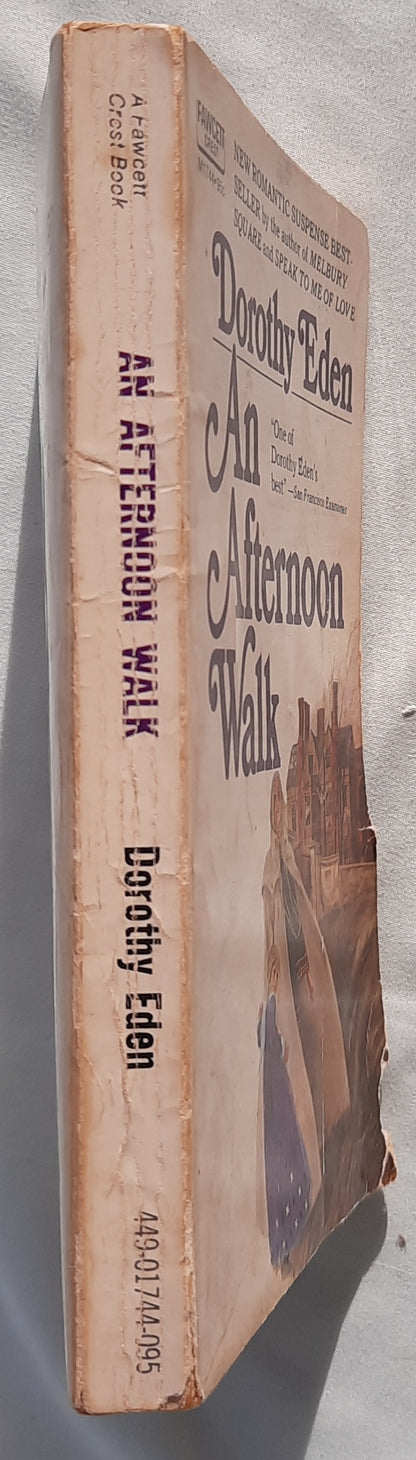 A Fawcett
Crest Book
AN AFTERNOON WALK
Dorothy Eden
449-01744-095
FAWCETT
CREST
NEW ROMANTIC SUSPENSE BEST-
SELLER by the author of MELBURY
SQUARE and SPEAK TO ME OF LOVE
Dorothy Eden
An
"One of
Dorothy Eden's
best" —San Francisco Examiner
Afternoon
Walk